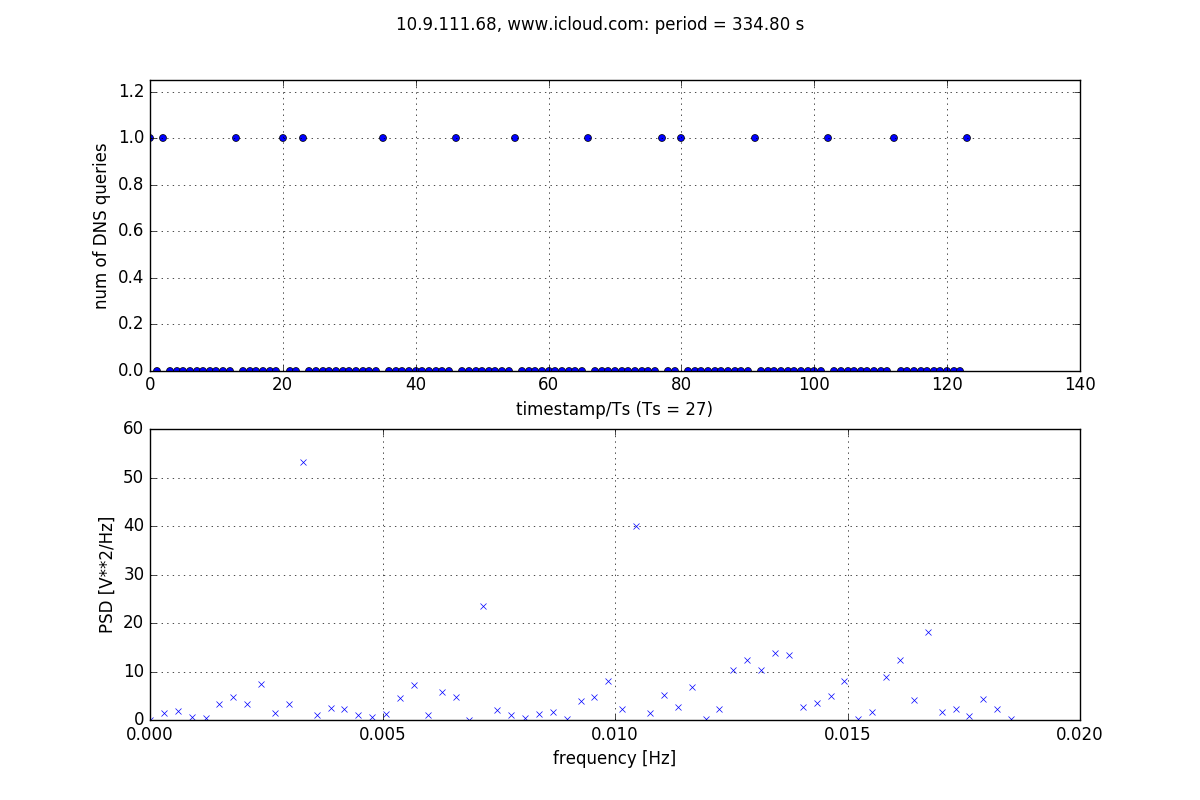 10.9.111.68, www.icloud.com: period = 334.80 s
1.2
1.0
0.8
0.6
0.4
0.2
0.0
num of DNS queries
0 20 40 60 80 100 120 140
timestamp/Ts (Ts = 27)
60
50
40
30
20
10
0
PSD [V**2/Hz]
0.000 0.005 0.010 0.015 0.020
frequency [Hz]